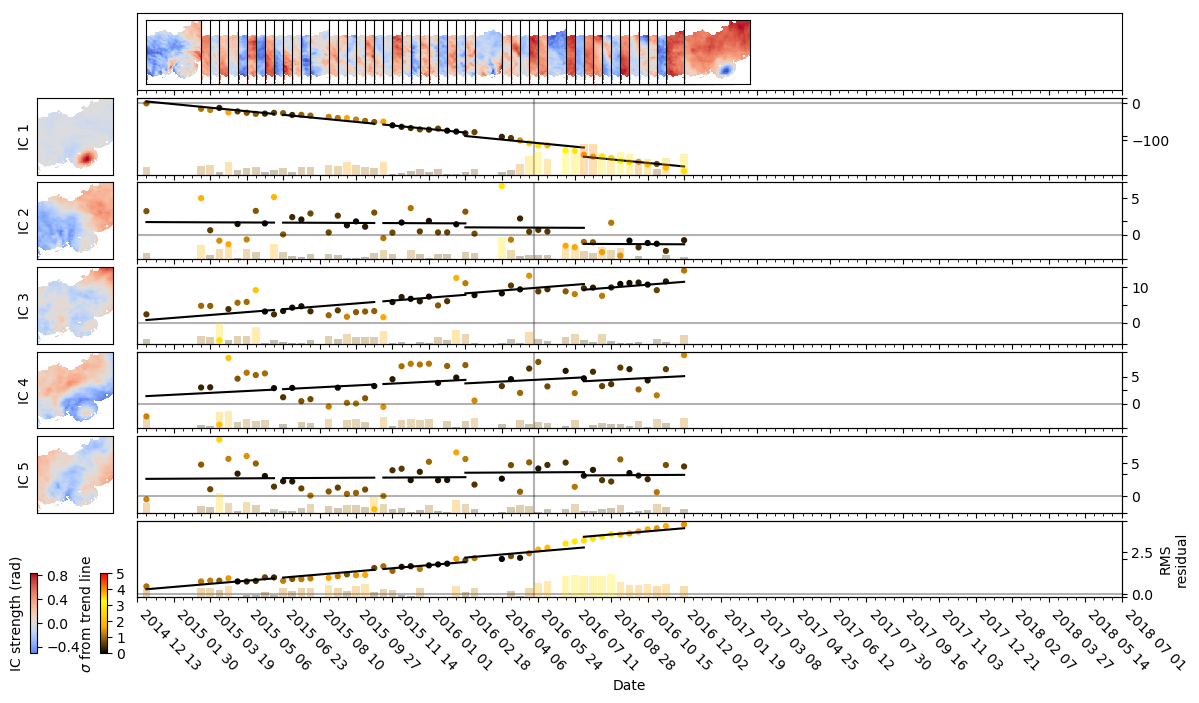 IC 1
0
−100
IC 2
5
0
IC 3
10
0
IC 4
5
0
IC 5
5
0
RMS
residual
2.5
0.0
IC strength (rad)
0.8
0.4
0.0
−0.4
σ from trend line
5
4
3
2
1
0
2014 12 13
2015 01 30
2015 03 19
2015 05 06
2015 06 23
2015 08 10
2015 09 27
2015 11 14
2016 01 01
2016 02 18
2016 04 06
2016 05 24
2016 07 11
2016 08 28
2016 10 15
2016 12 02
2017 01 19
2017 03 08
2017 04 25
2017 06 12
2017 07 30
2017 09 16
2017 11 03
2017 12 21
2018 02 07
2018 03 27
2018 05 14
2018 07 01
Date